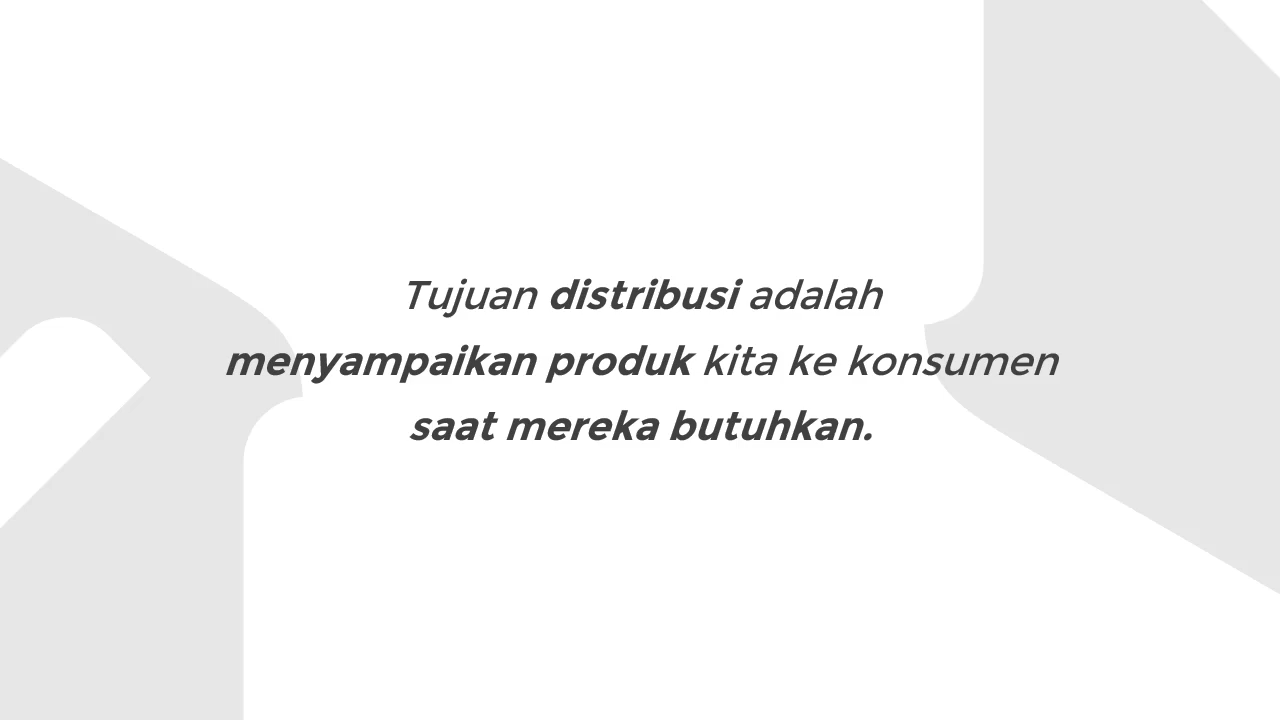 Tujuan distribusi adalah
menyampaikan produk kita ke konsumen
saat mereka butuhkan.